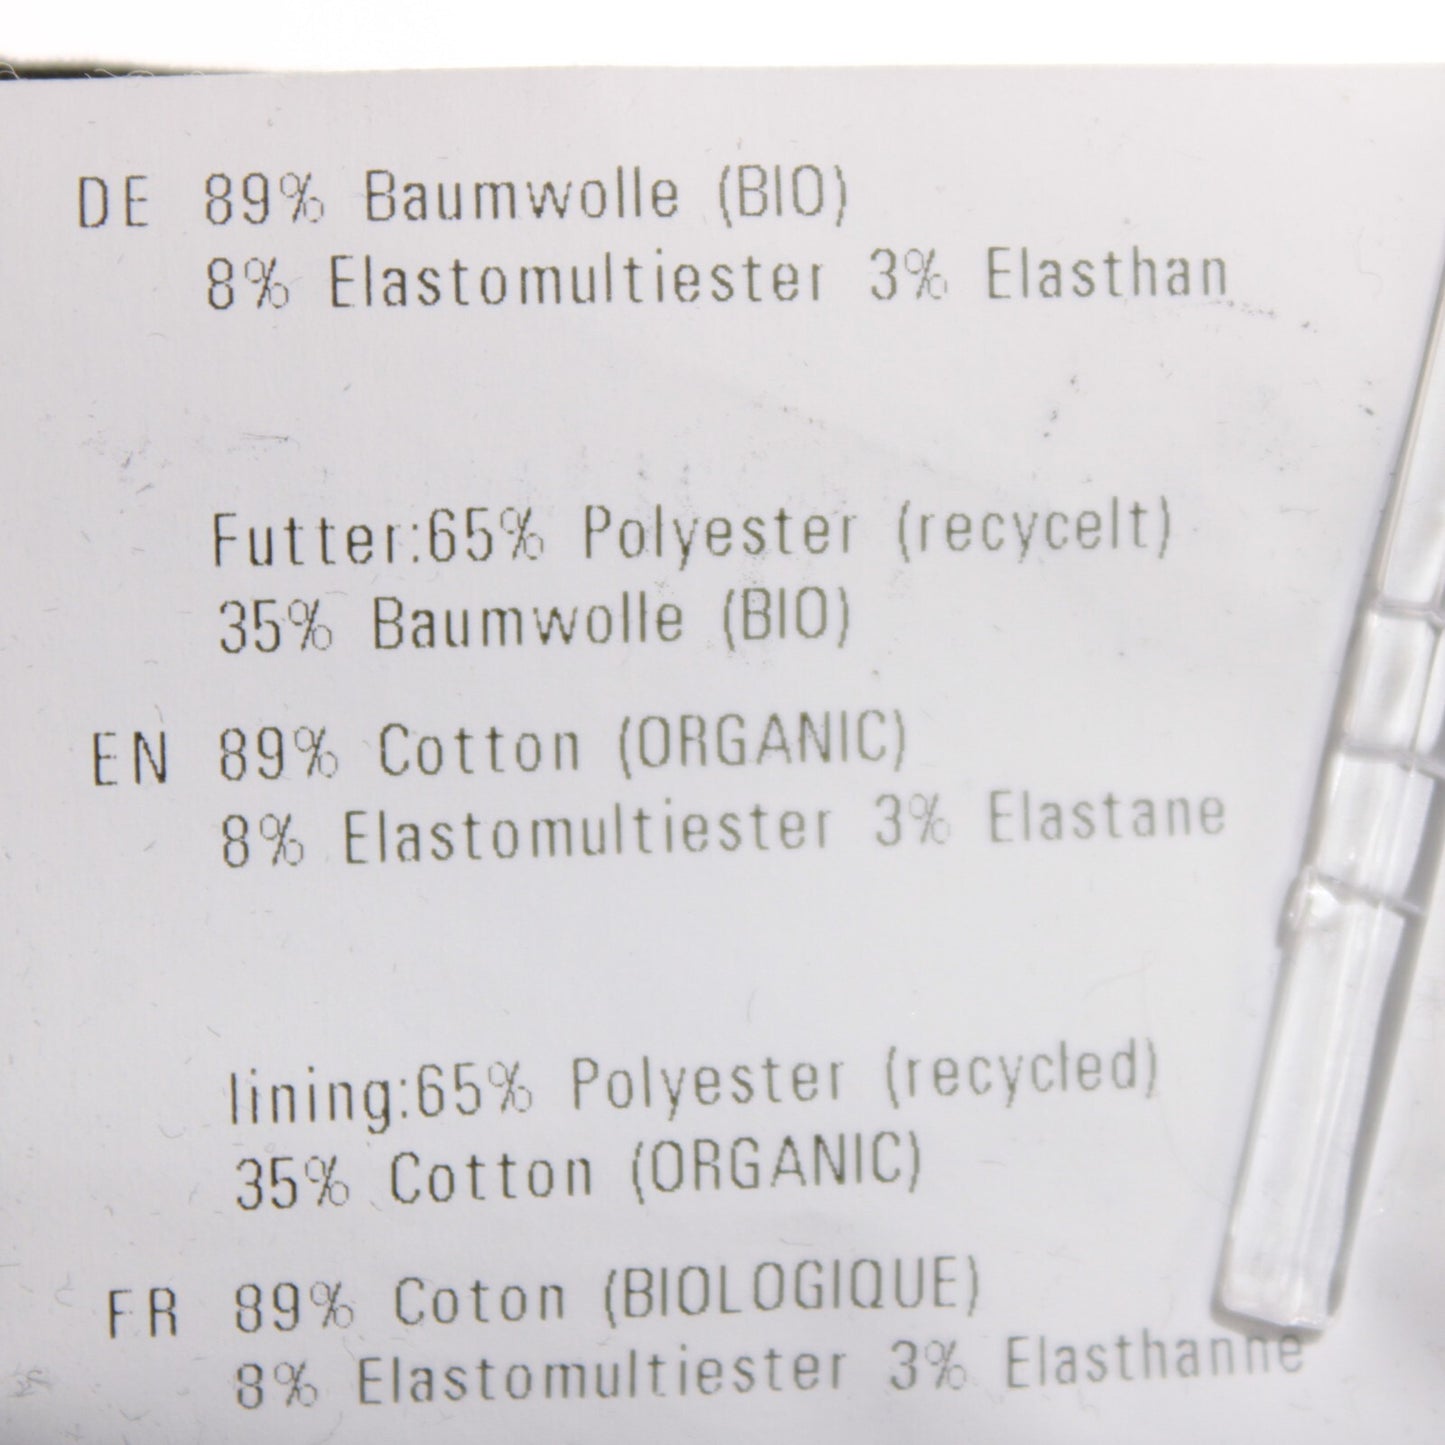 DE 89% Baumwolle (BIO)
8% Elastomultiester 3% Elasthan
Futter:65% Polyester (recycelt)
35% Baumwolle (BIO)
EN 89% Cotton (ORGANIC)
8% Elastomultiester 3% Elastane
lining:65% Polyester (recycled)
35% Cotton (ORGANIC)
FR 89% Coton (BIOLOGIQUE)
8% Elastomultiester 3% Elasthanne